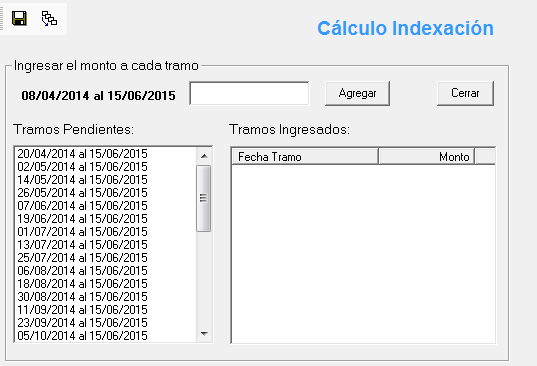 Cálculo Indexación
Ingresar el monto a cada tramo
08/04/2014 al 15/06/2015
Agregar
Cerrar
Tramos Pendientes:
20/04/2014 al 15/06/2015
02/05/2014 al 15/06/2015
14/05/2014 al 15/06/2015
26/05/2014 al 15/06/2015
07/06/2014 al 15/06/2015
19/06/2014 al 15/06/2015
01/07/2014 al 15/06/2015
13/07/2014 al 15/06/2015
25/07/2014 al 15/06/2015
06/08/2014 al 15/06/2015
18/08/2014 al 15/06/2015
30/08/2014 al 15/06/2015
11/09/2014 al 15/06/2015
23/09/2014 al 15/06/2015
05/10/2014 al 15/06/2015
Tramos Ingresados:
Fecha Tramo Monto